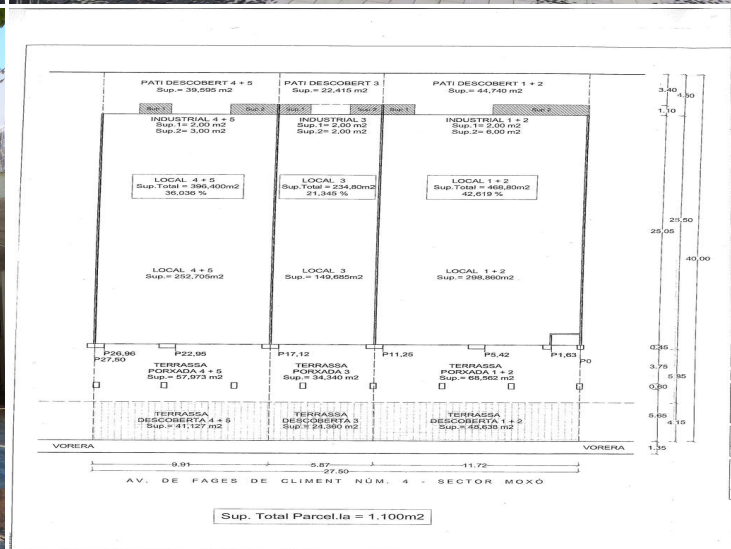 PATI DESCOBERT 4 + 5
Sup.= 39,595 m2
PATI DESCOBERT 3
Sup.= 22,415 m2
PATI DESCOBERT 1 + 2
Sup.= 44,740 m2
Sup 1
Sup 2
Sup 1
Sup 2
Sup 1
Sup 2
INDUSTRIAL 4 + 5
Sup.1= 2,00 m2
Sup.2= 3,00 m2
INDUSTRIAL 3
Sup.1= 2,00 m2
Sup.2= 2,00 m2
INDUSTRIAL 1 + 2
Sup.1= 2,00 m2
Sup.2= 6,00 m2
LOCAL 4 + 5
Sup.Total = 396,400m2
36,036 %
LOCAL 3
Sup.Total = 234,80m2
21,345 %
LOCAL 1 + 2
Sup.Total = 468,80m2
42,619 %
LOCAL 4 + 5
Sup.= 252,705m2
LOCAL 3
Sup.= 149,685m2
LOCAL 1 + 2
Sup.= 298,860m2
P26,96
P27,50
P22,95
P17,12
P11,25
P5,42
P1,63
P0
TERRASSA
PORXADA 4 + 5
Sup.= 57,973 m2
TERRASSA
PORXADA 3
Sup.= 34,340 m2
TERRASSA
PORXADA 1 + 2
Sup.= 68,562 m2
TERRASSA
DESCOBERTA 4 + 5
Sup.= 41,127 m2
TERRASSA
DESCOBERTA 3
Sup.= 24,360 m2
TERRASSA
DESCOBERTA 1 + 2
Sup.= 48,638 m2
VORERA
VORERA
3,40
4,50
1,10
25,50
25,05
40,00
0,45
3,75
0,80
5,65
4,15
1,35
9,91
5,87
11,72
27,50
AV. DE FAGES DE CLIMENT NÚM. 4 - SECTOR MOXÓ
Sup. Total Parcel.la = 1.100m2